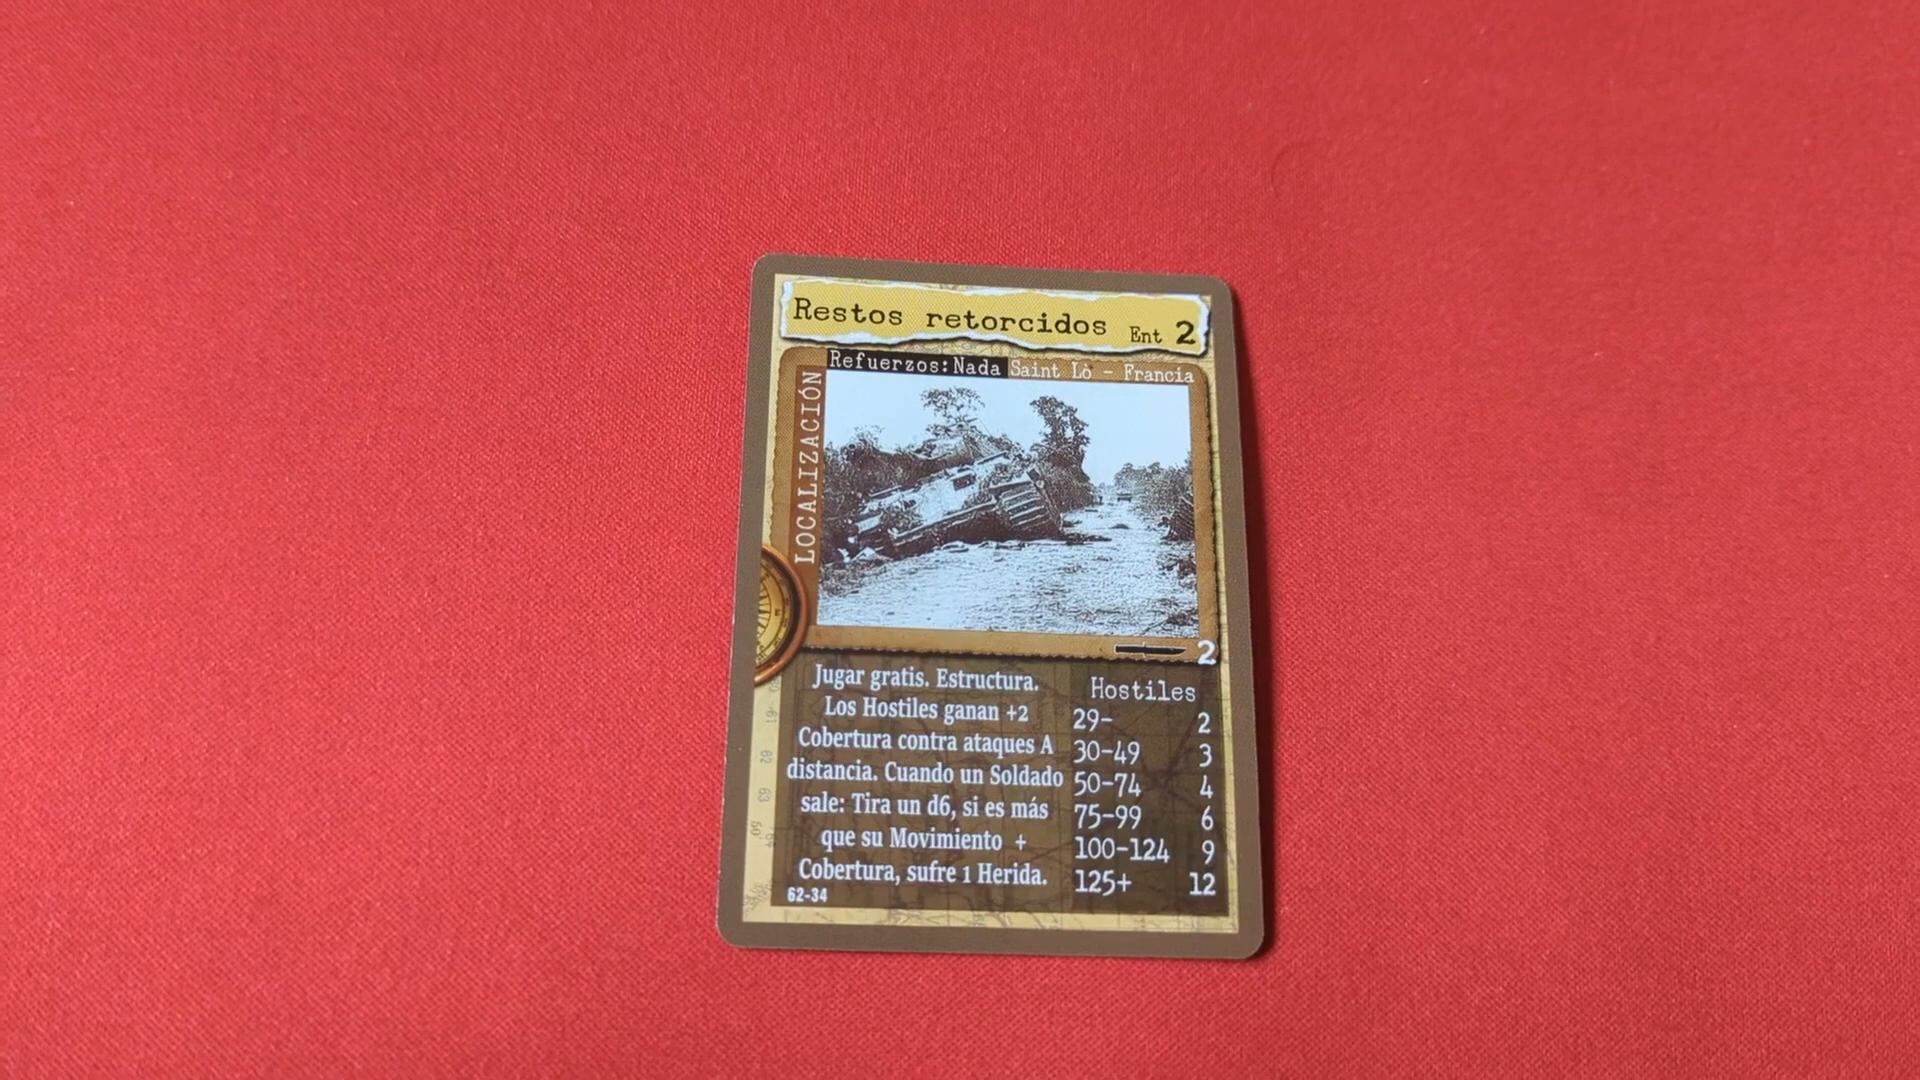 Restos retorcidos Ent 2
Refuerzos: Nada Saint Lò - Francia
LOCALIZACIÓN
2
Jugar gratis. Estructura.
Los Hostiles ganan +2
Cobertura contra ataques A
distancia. Cuando un Soldado
sale: Tira un d6, si es más
que su Movimiento +
Cobertura, sufre 1 Herida.
62-34
Hostiles
29- 2
30-49 3
50-74 4
75-99 6
100-124 9
125+ 12